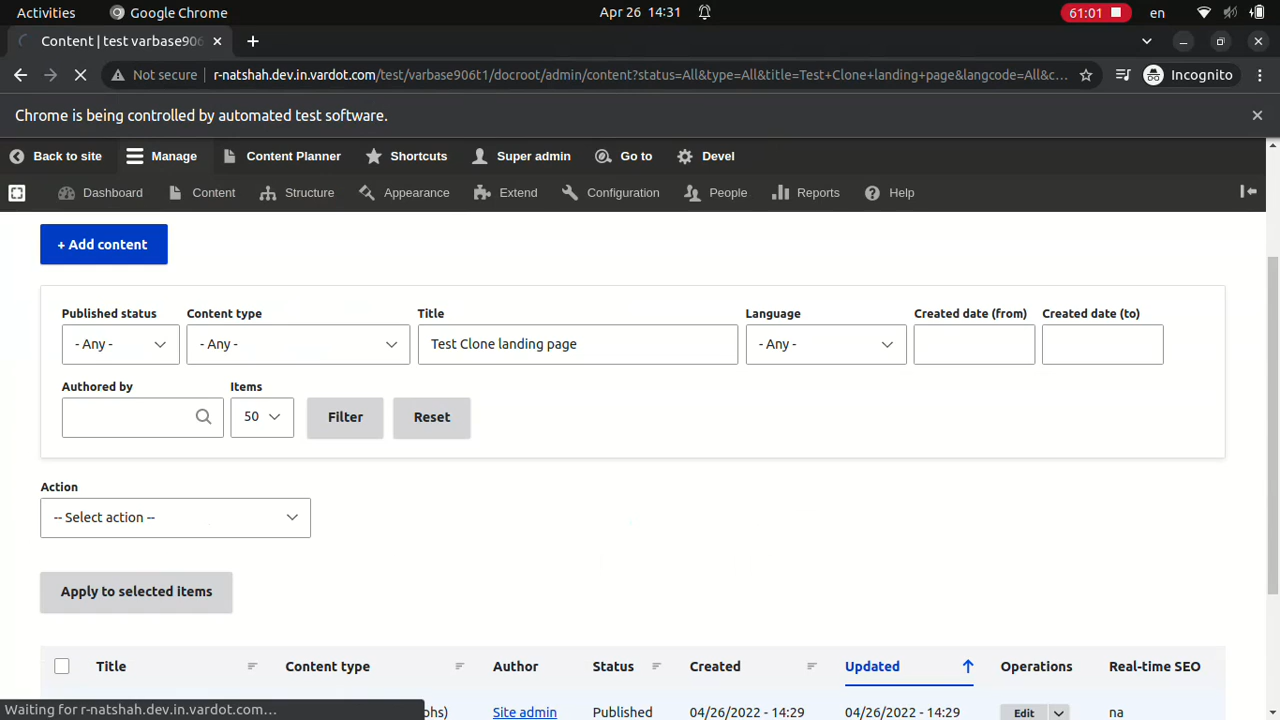 Activities
Google Chrome
Apr 26 14:31
61:01
en
Content | test varbase906
Not secure
r-natshah.dev.in.vardot.com/test/varbase906t1/docroot/admin/content?status=All&type=All&title=Test+Clone+landing+page&langcode=All&c...
Incognito
Chrome is being controlled by automated test software.
Back to site
Manage
Content Planner
Shortcuts
Super admin
Go to
Devel
Dashboard
Content
Structure
Appearance
Extend
Configuration
People
Reports
Help
+ Add content
Published status
Content type
Title
Language
Created date (from)
Created date (to)
- Any -
- Any -
Test Clone landing page
- Any -
Authored by
Items
50
Filter
Reset
Action
-- Select action --
Apply to selected items
Title
Content type
Author
Status
Created
Updated
Operations
Real-time SEO
Site admin
Published
04/26/2022 - 14:29
04/26/2022 - 14:29
Edit
na
Waiting for r-natshah.dev.in.vardot.com...